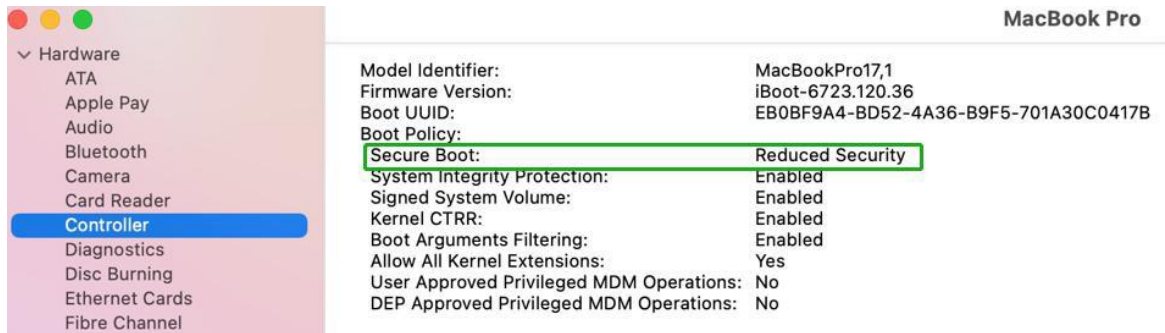 MacBook Pro
Hardware
ATA
Apple Pay
Audio
Bluetooth
Camera
Card Reader
Controller
Diagnostics
Disc Burning
Ethernet Cards
Fibre Channel
Model Identifier: MacBookPro17,1
Firmware Version: iBoot-6723.120.36
Boot UUID: EB0BF9A4-BD52-4A36-B9F5-701A30C0417B
Boot Policy:
Secure Boot: Reduced Security
System Integrity Protection: Enabled
Signed System Volume: Enabled
Kernel CTRR: Enabled
Boot Arguments Filtering: Enabled
Allow All Kernel Extensions: Yes
User Approved Privileged MDM Operations: No
DEP Approved Privileged MDM Operations: No